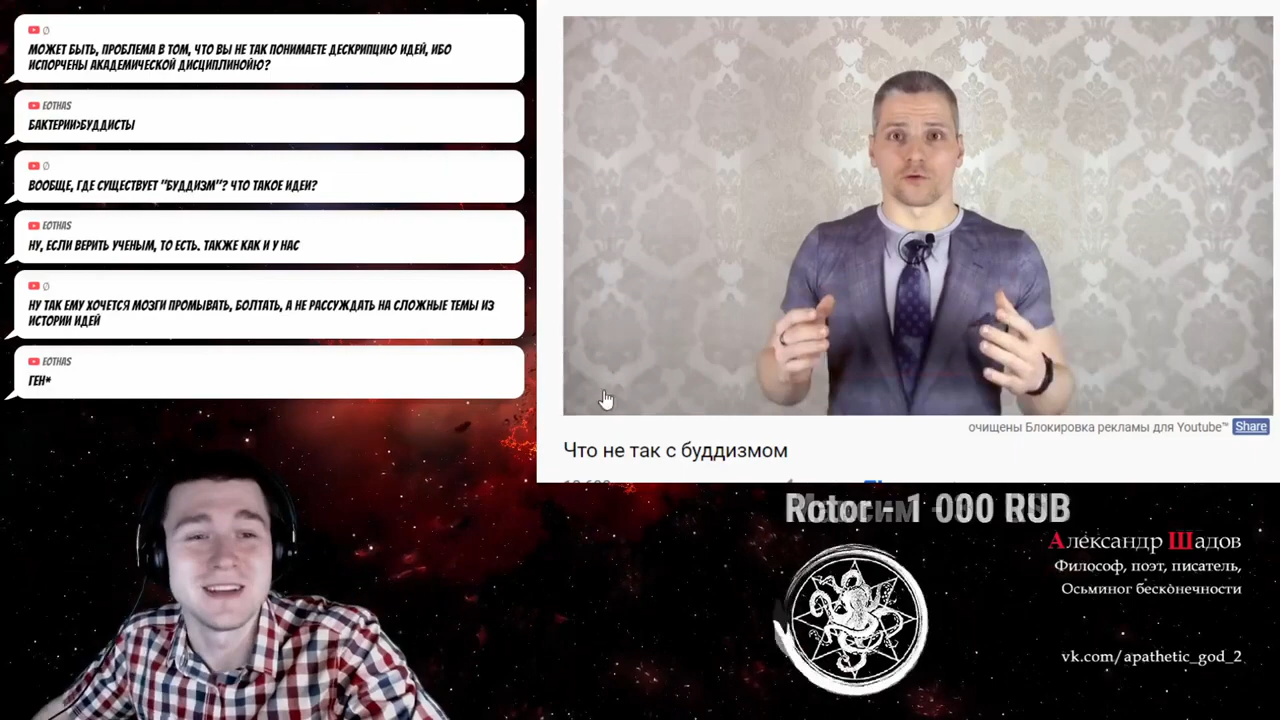 Ø
МОЖЕТ БЫТЬ, ПРОБЛЕМА В ТОМ, ЧТО ВЫ НЕ ТАК ПОНИМАЕТЕ ДЕСКРИПЦИЮ ИДЕЙ, ИБО
ИСПОРЧЕНЫ АКАДЕМИЧЕСКОЙ ДИСЦИПЛИНОЙЮ?
EOTHAS
БАКТЕРИИ>БУДДИСТЫ
Ø
ВООБЩЕ, ГДЕ СУЩЕСТВУЕТ "БУДДИЗМ"? ЧТО ТАКОЕ ИДЕИ?
EOTHAS
НУ, ЕСЛИ ВЕРИТЬ УЧЕНЫМ, ТО ЕСТЬ. ТАКЖЕ КАК И У НАС
Ø
НУ ТАК ЕМУ ХОЧЕТСЯ МОЗГИ ПРОМЫВАТЬ, БОЛТАТЬ, А НЕ РАССУЖДАТЬ НА СЛОЖНЫЕ ТЕМЫ ИЗ
ИСТОРИИ ИДЕЙ
EOTHAS
ГЕН*
очищены Блокировка рекламы для Youtube™ Share
Что не так с буддизмом
Rotor - 1 000 RUB
Александр Шадов
Философ, поэт, писатель,
Осьминог бесконечности
vk.com/apathetic_god_2